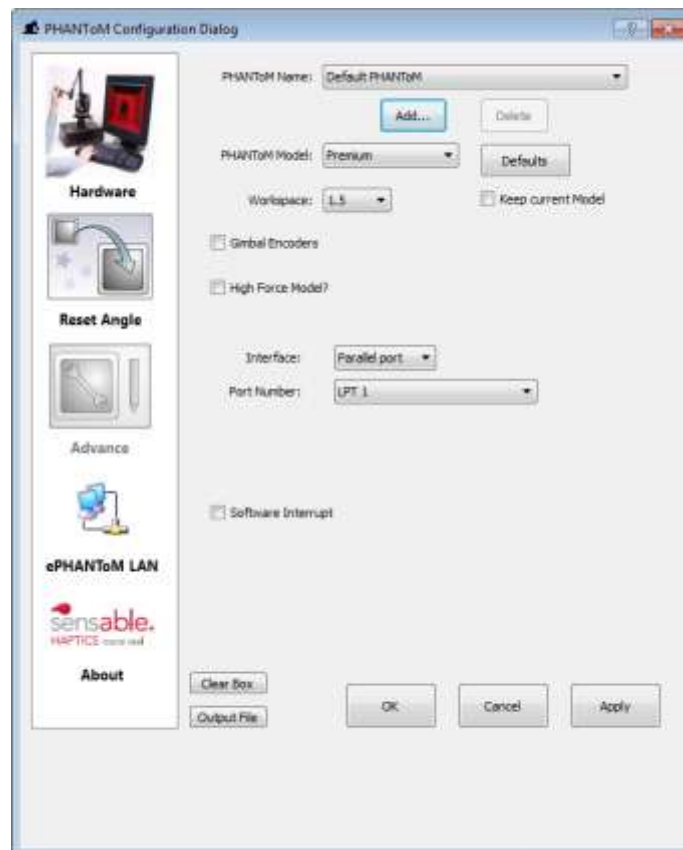 PHANToM Configuration Dialog
PHANToM Name: Default PHANToM
Add... Delete
PHANToM Model: Premium Defaults
Hardware
Workspace: 1.5 Keep current Model
Gimbal Encoders
High Force Model?
Reset Angle
Interface: Parallel port
Port Number: LPT 1
Advance
Software Interrupt
ePHANToM LAN
sensable.
HAPTICS
About
Clear Box
OK Cancel Apply
Output File